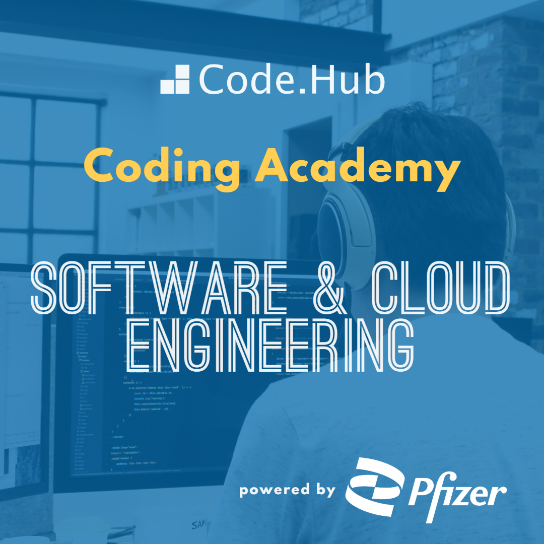 Code.Hub
Coding Academy
SOFTWARE & CLOUD
ENGINEERING
powered by Pfizer